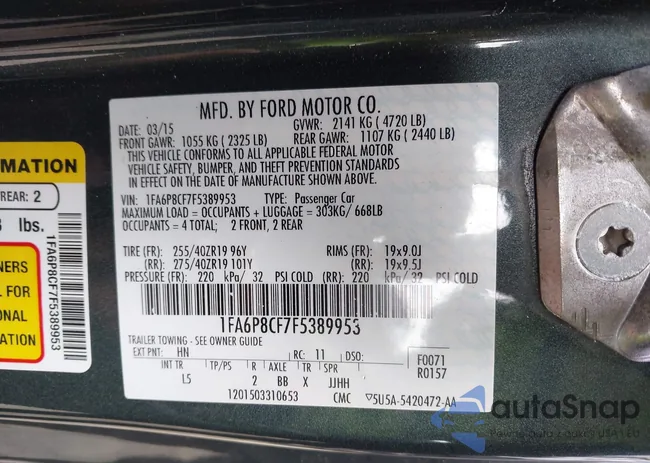 MFD. BY FORD MOTOR CO.
DATE: 03/15 GVWR: 2141 KG ( 4720 LB)
FRONT GAWR: 1055 KG ( 2325 LB) REAR GAWR: 1107 KG ( 2440 LB)
THIS VEHICLE CONFORMS TO ALL APPLICABLE FEDERAL MOTOR
VEHICLE SAFETY, BUMPER, AND THEFT PREVENTION STANDARDS
IN EFFECT ON THE DATE OF MANUFACTURE SHOWN ABOVE.
VIN: 1FA6P8CF7F5389953 TYPE: Passenger Car
MAXIMUM LOAD = OCCUPANTS + LUGGAGE = 303KG/ 668LB
OCCUPANTS = 4 TOTAL; 2 FRONT, 2 REAR
TIRE (FR): 255/40ZR19 96Y RIMS (FR): 19x9.0J
(RR): 275/40ZR19 101Y (RR): 19x9.5J
PRESSURE (FR): 220 kPa/ 32 PSI COLD (RR): 220 kPa/ 32 PSI COLD
1FA6P8CF7F5389953
TRAILER TOWING - SEE OWNER GUIDE
EXT PNT: HN RC: 11 DSO: F0071
INT TR TP/PS R AXLE TR SPR R0157
L5 2 BB X JJHH
1201503310653 CMC ▽5U5A-5420472-AA
ORMATION
REAR: 2
lbs.
1FA6P8CF7F5389953
NERS
L FOR
ONAL
ON
autoSnap